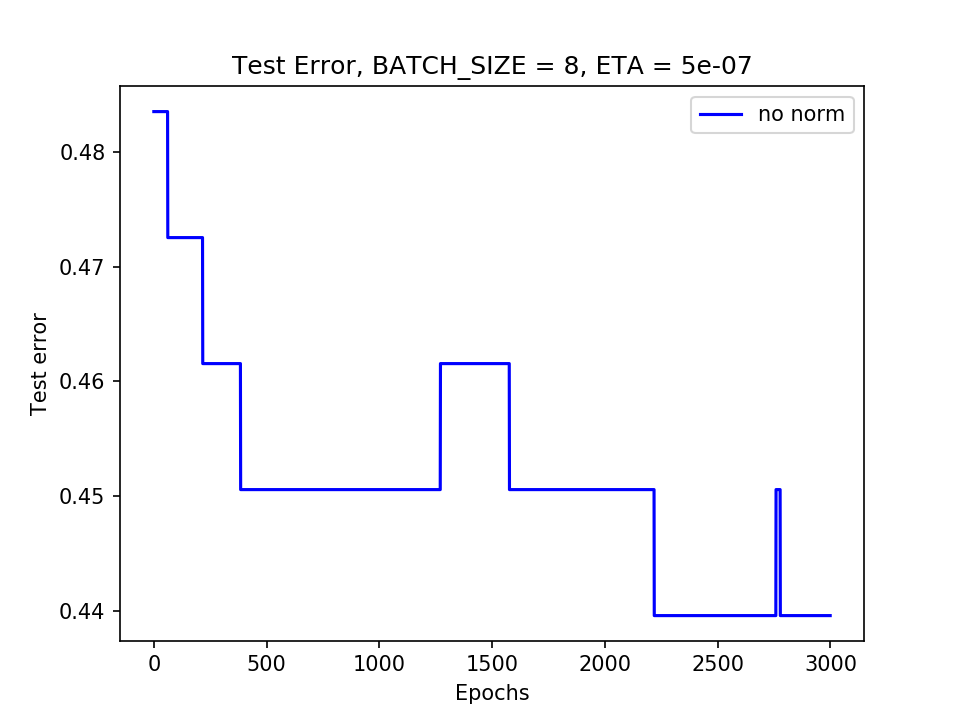 Test Error, BATCH_SIZE = 8, ETA = 5e-07
no norm
0.48
0.47
0.46
0.45
0.44
Test error
0 500 1000 1500 2000 2500 3000
Epochs